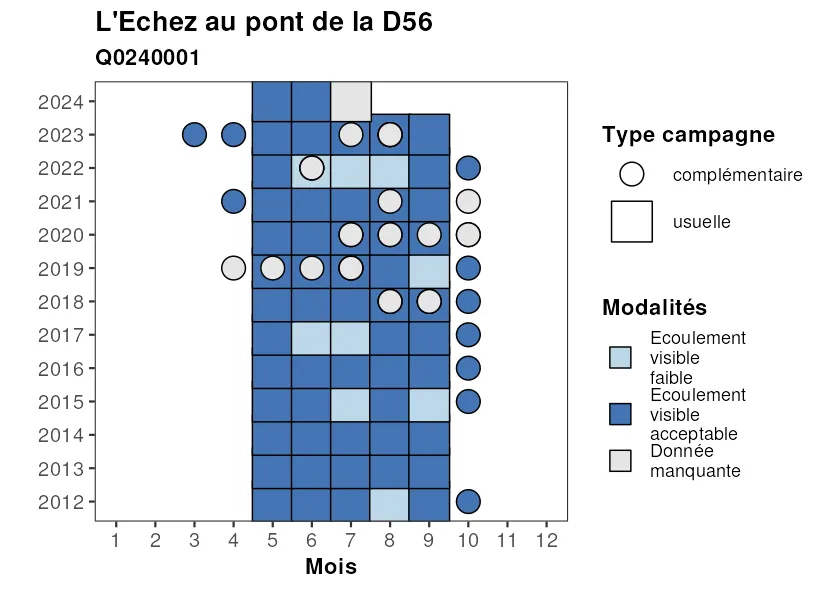 L'Echez au pont de la D56
Q0240001
2024
2023
2022
2021
2020
2019
2018
2017
2016
2015
2014
2013
2012
1 2 3 4 5 6 7 8 9 10 11 12
Mois
Type campagne
complémentaire
usuelle
Modalités
Ecoulement
visible
faible
Ecoulement
visible
acceptable
Donnée
manquante